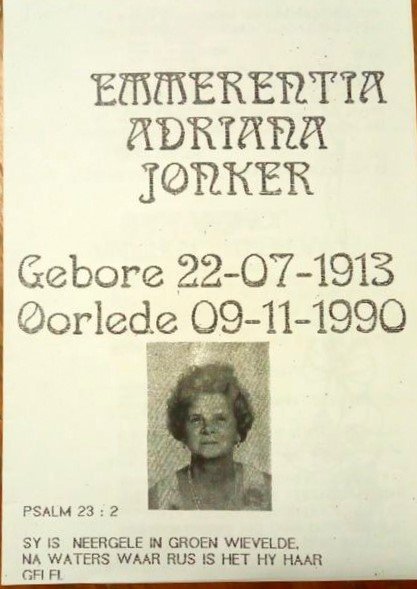 EMMERENTIA
ADRIANA
JONKER
Gebore 22-07-1913
Oorlede 09-11-1990
PSALM 23 : 2
SY IS NEERGELE IN GROEN WIEVELDE,
NA WATERS WAAR RUS IS HET HY HAAR